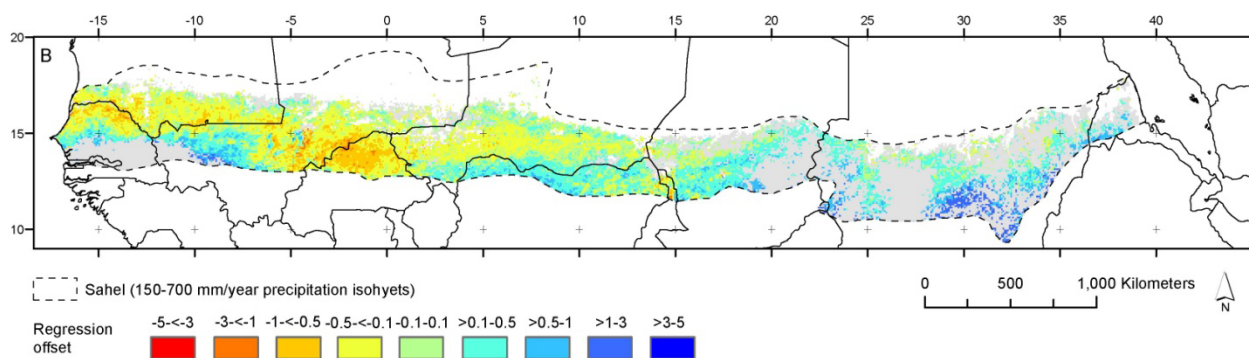 -15 -10 -5 0 5 10 15 20 25 30 35 40
20
B
15
10
Sahel (150-700 mm/year precipitation isohyets)
0 500 1,000 Kilometers
N
Regression offset
-5-<-3 -3-<-1 -1-<-0.5 -0.5-<-0.1 -0.1-0.1 >0.1-0.5 >0.5-1 >1-3 >3-5